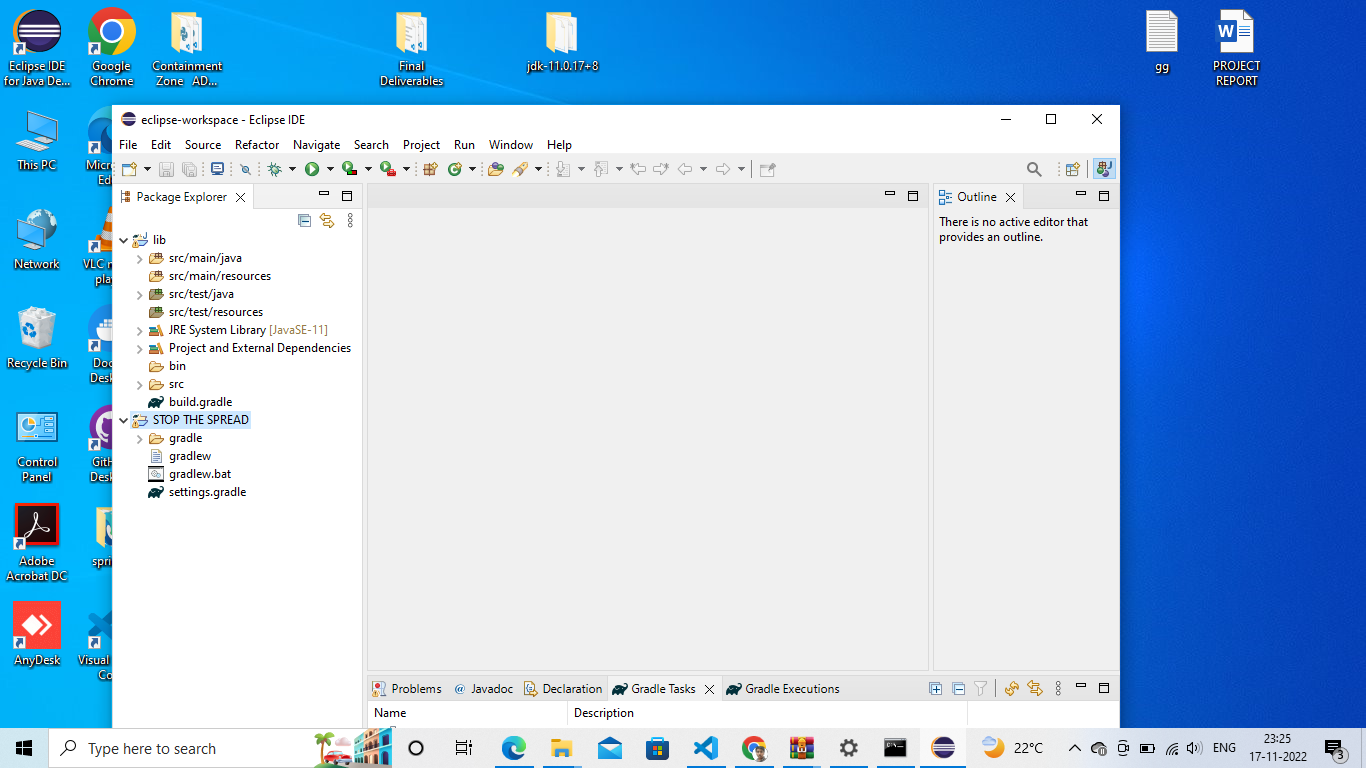 Eclipse IDE
for Java De...
Google
Chrome
Containment
Zone AD...
Final
Deliverables
jdk-11.0.17+8
gg
PROJECT
REPORT
This PC
Network
Recycle Bin
Control
Panel
Adobe
Acrobat DC
AnyDesk
eclipse-workspace - Eclipse IDE
File Edit Source Refactor Navigate Search Project Run Window Help
Package Explorer
lib
src/main/java
src/main/resources
src/test/java
src/test/resources
JRE System Library [JavaSE-11]
Project and External Dependencies
bin
src
build.gradle
STOP THE SPREAD
gradle
gradlew
gradlew.bat
settings.gradle
Outline
There is no active editor that
provides an outline.
Problems Javadoc Declaration Gradle Tasks Gradle Executions
Name Description
Type here to search
22°C
ENG
23:25
17-11-2022
3